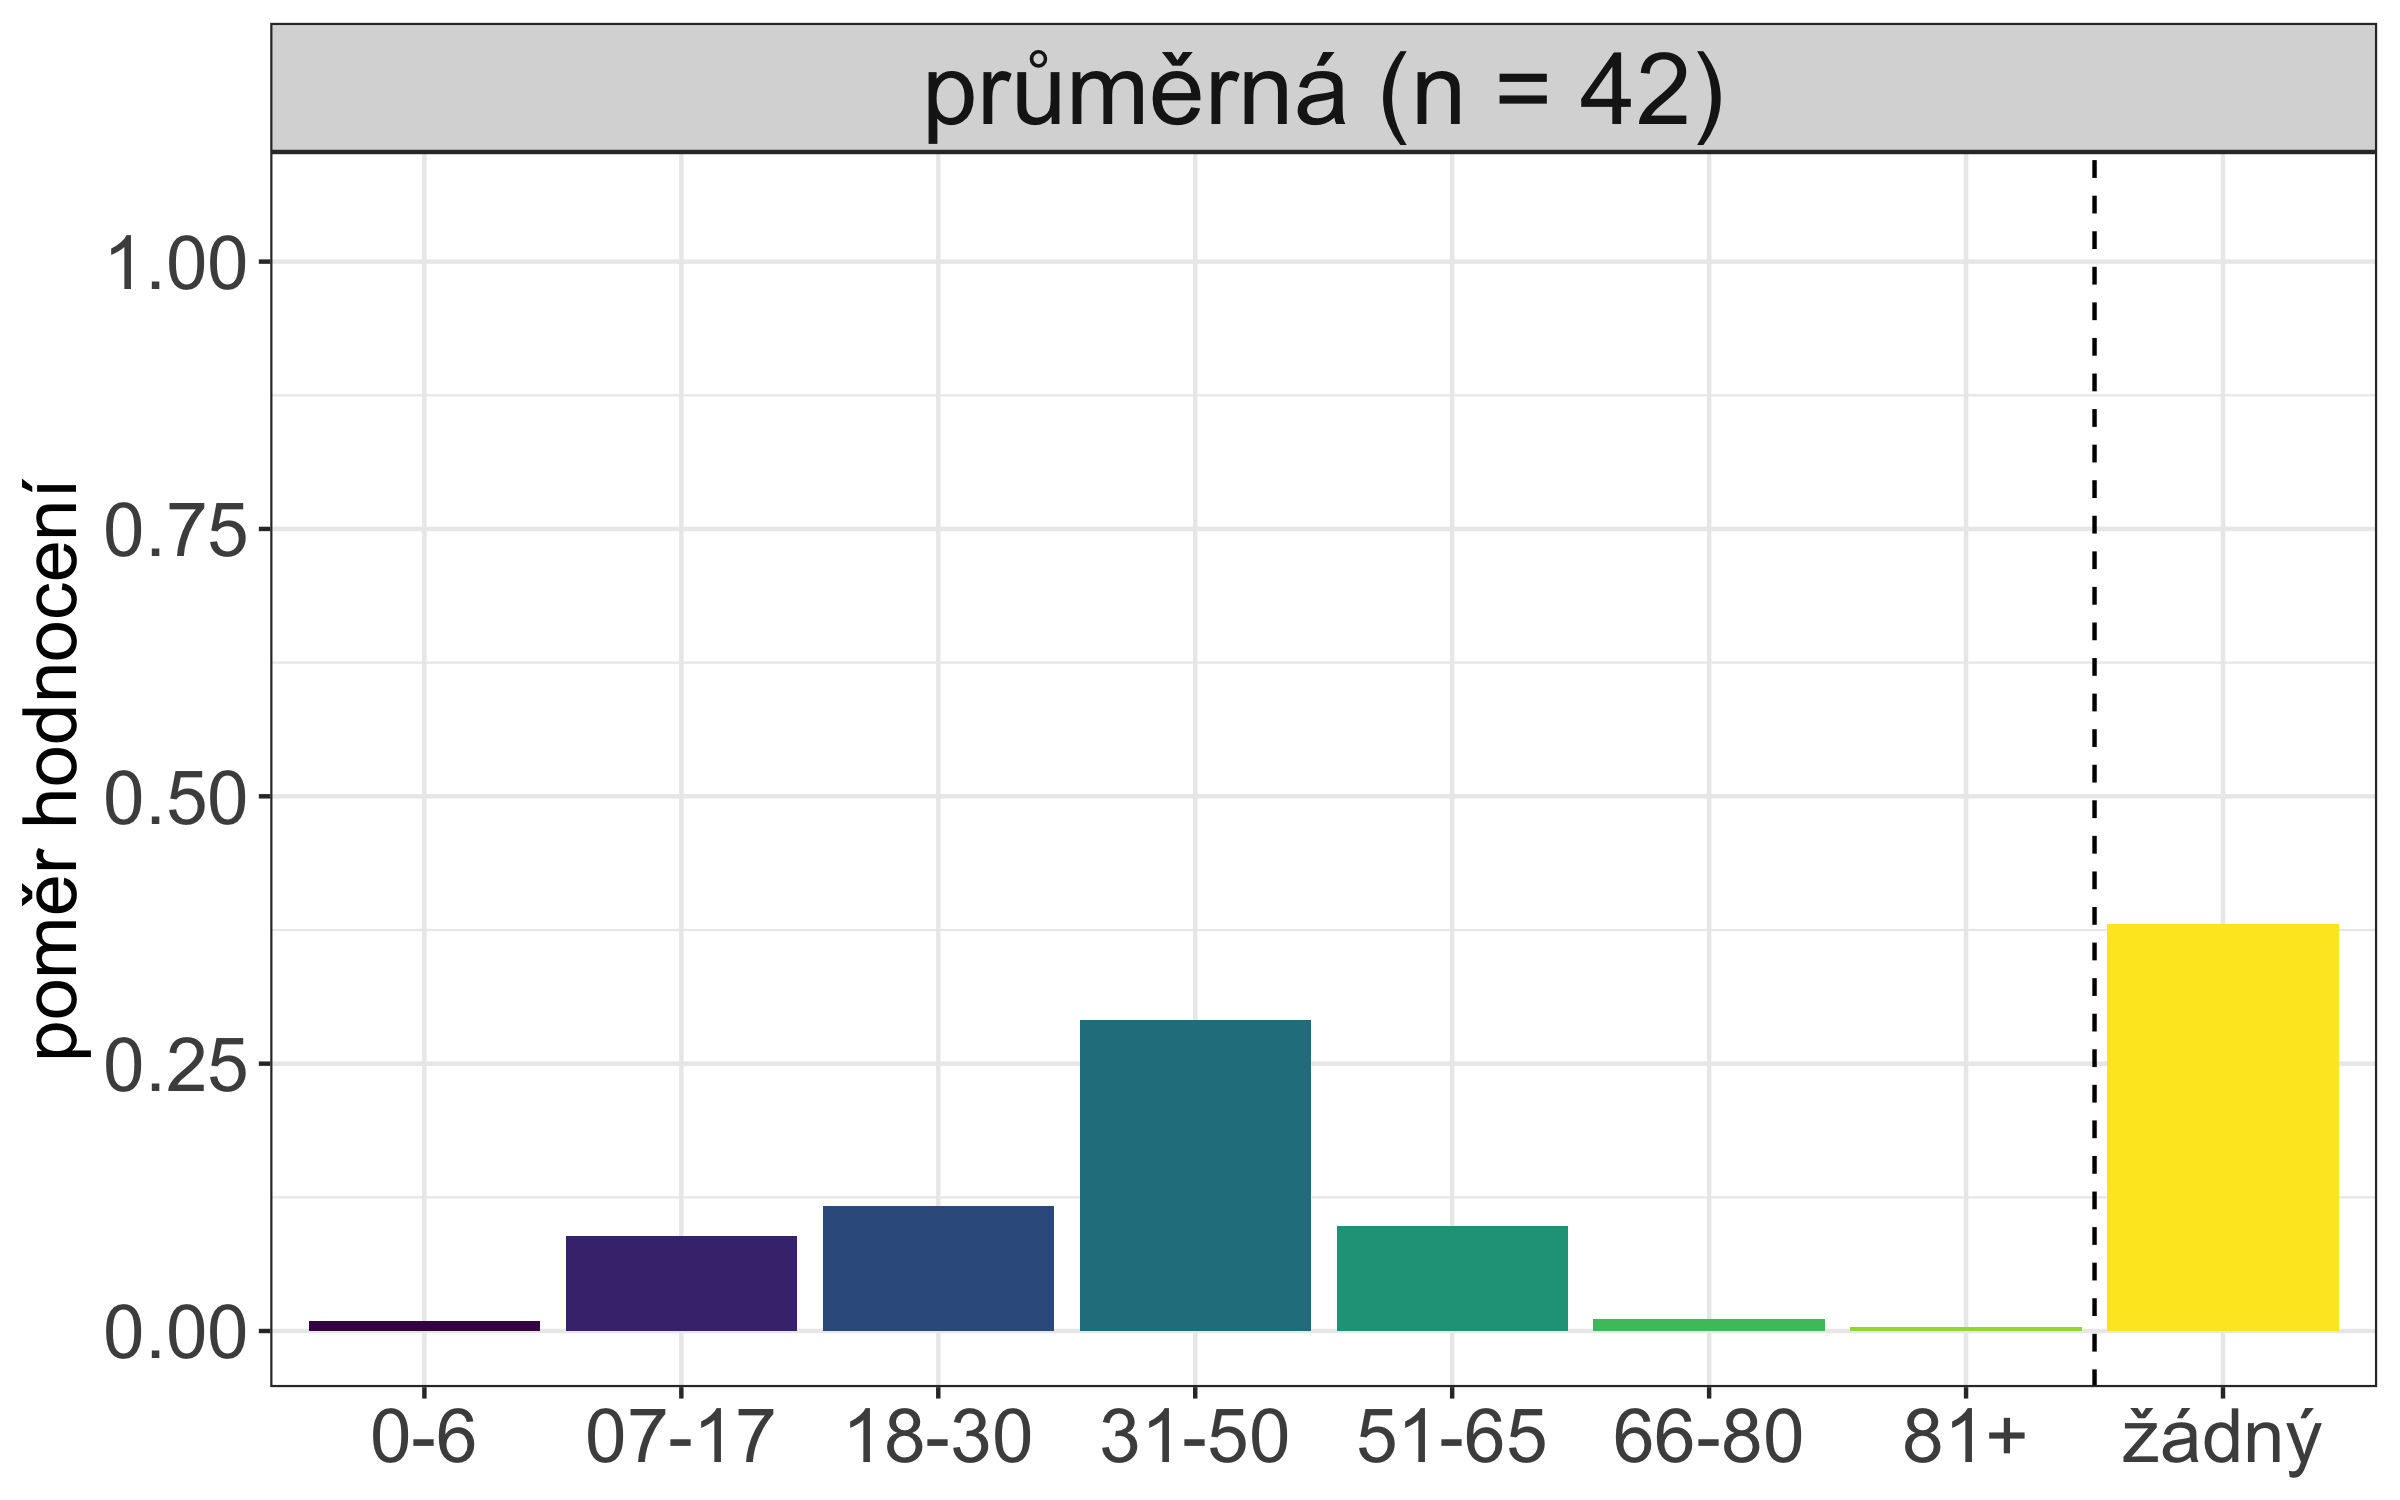 průměrná (n = 42)
poměr hodnocení
1.00
0.75
0.50
0.25
0.00
0-6 07-17 18-30 31-50 51-65 66-80 81+ žádný